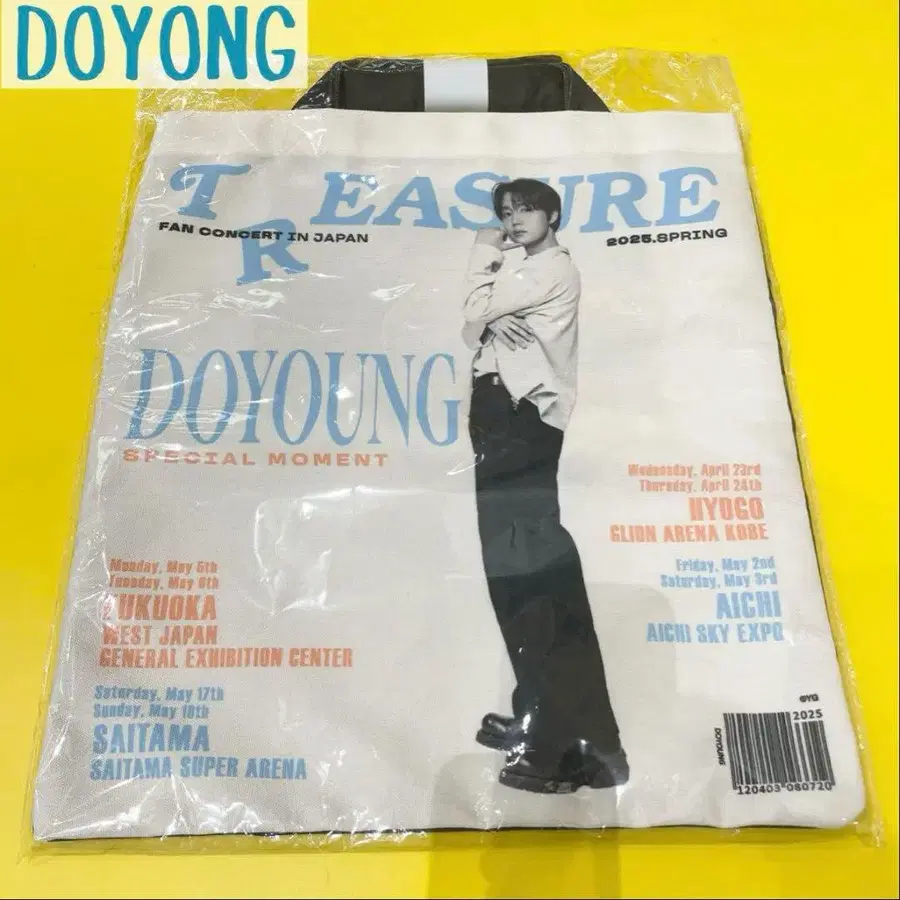 DOYONG
TREASURE
FAN CONCERT IN JAPAN
2025.SPRING
DOYOUNG
SPECIAL MOMENT
Wednesday, April 23rd
Thursday, April 24th
HYOGO
GLION ARENA KOBE
Friday, May 2nd
Saturday, May 3rd
AICHI
AICHI SKY EXPO
Monday, May 5th
Tuesday, May 6th
FUKUOKA
WEST JAPAN
GENERAL EXHIBITION CENTER
Saturday, May 17th
Sunday, May 18th
SAITAMA
SAITAMA SUPER ARENA
©YG
2025
DOYOUNG
120403 080720